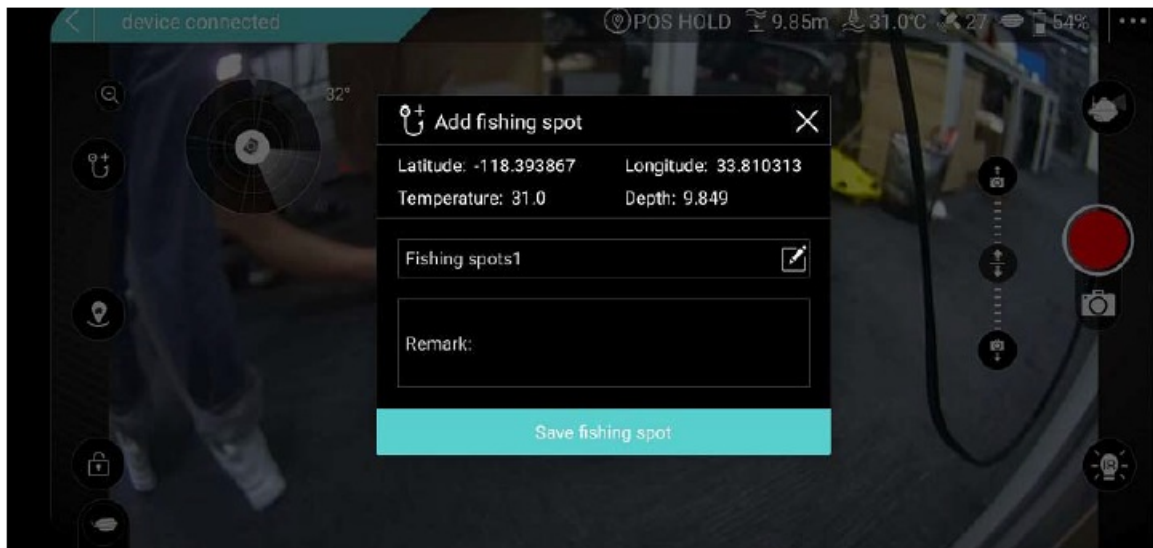 device connected POS HOLD 9.85m 31.0°C 27 54%
32°
Add fishing spot
Latitude: -118.393867 Longitude: 33.810313
Temperature: 31.0 Depth: 9.849
Fishing spots1
Remark:
Save fishing spot
IR